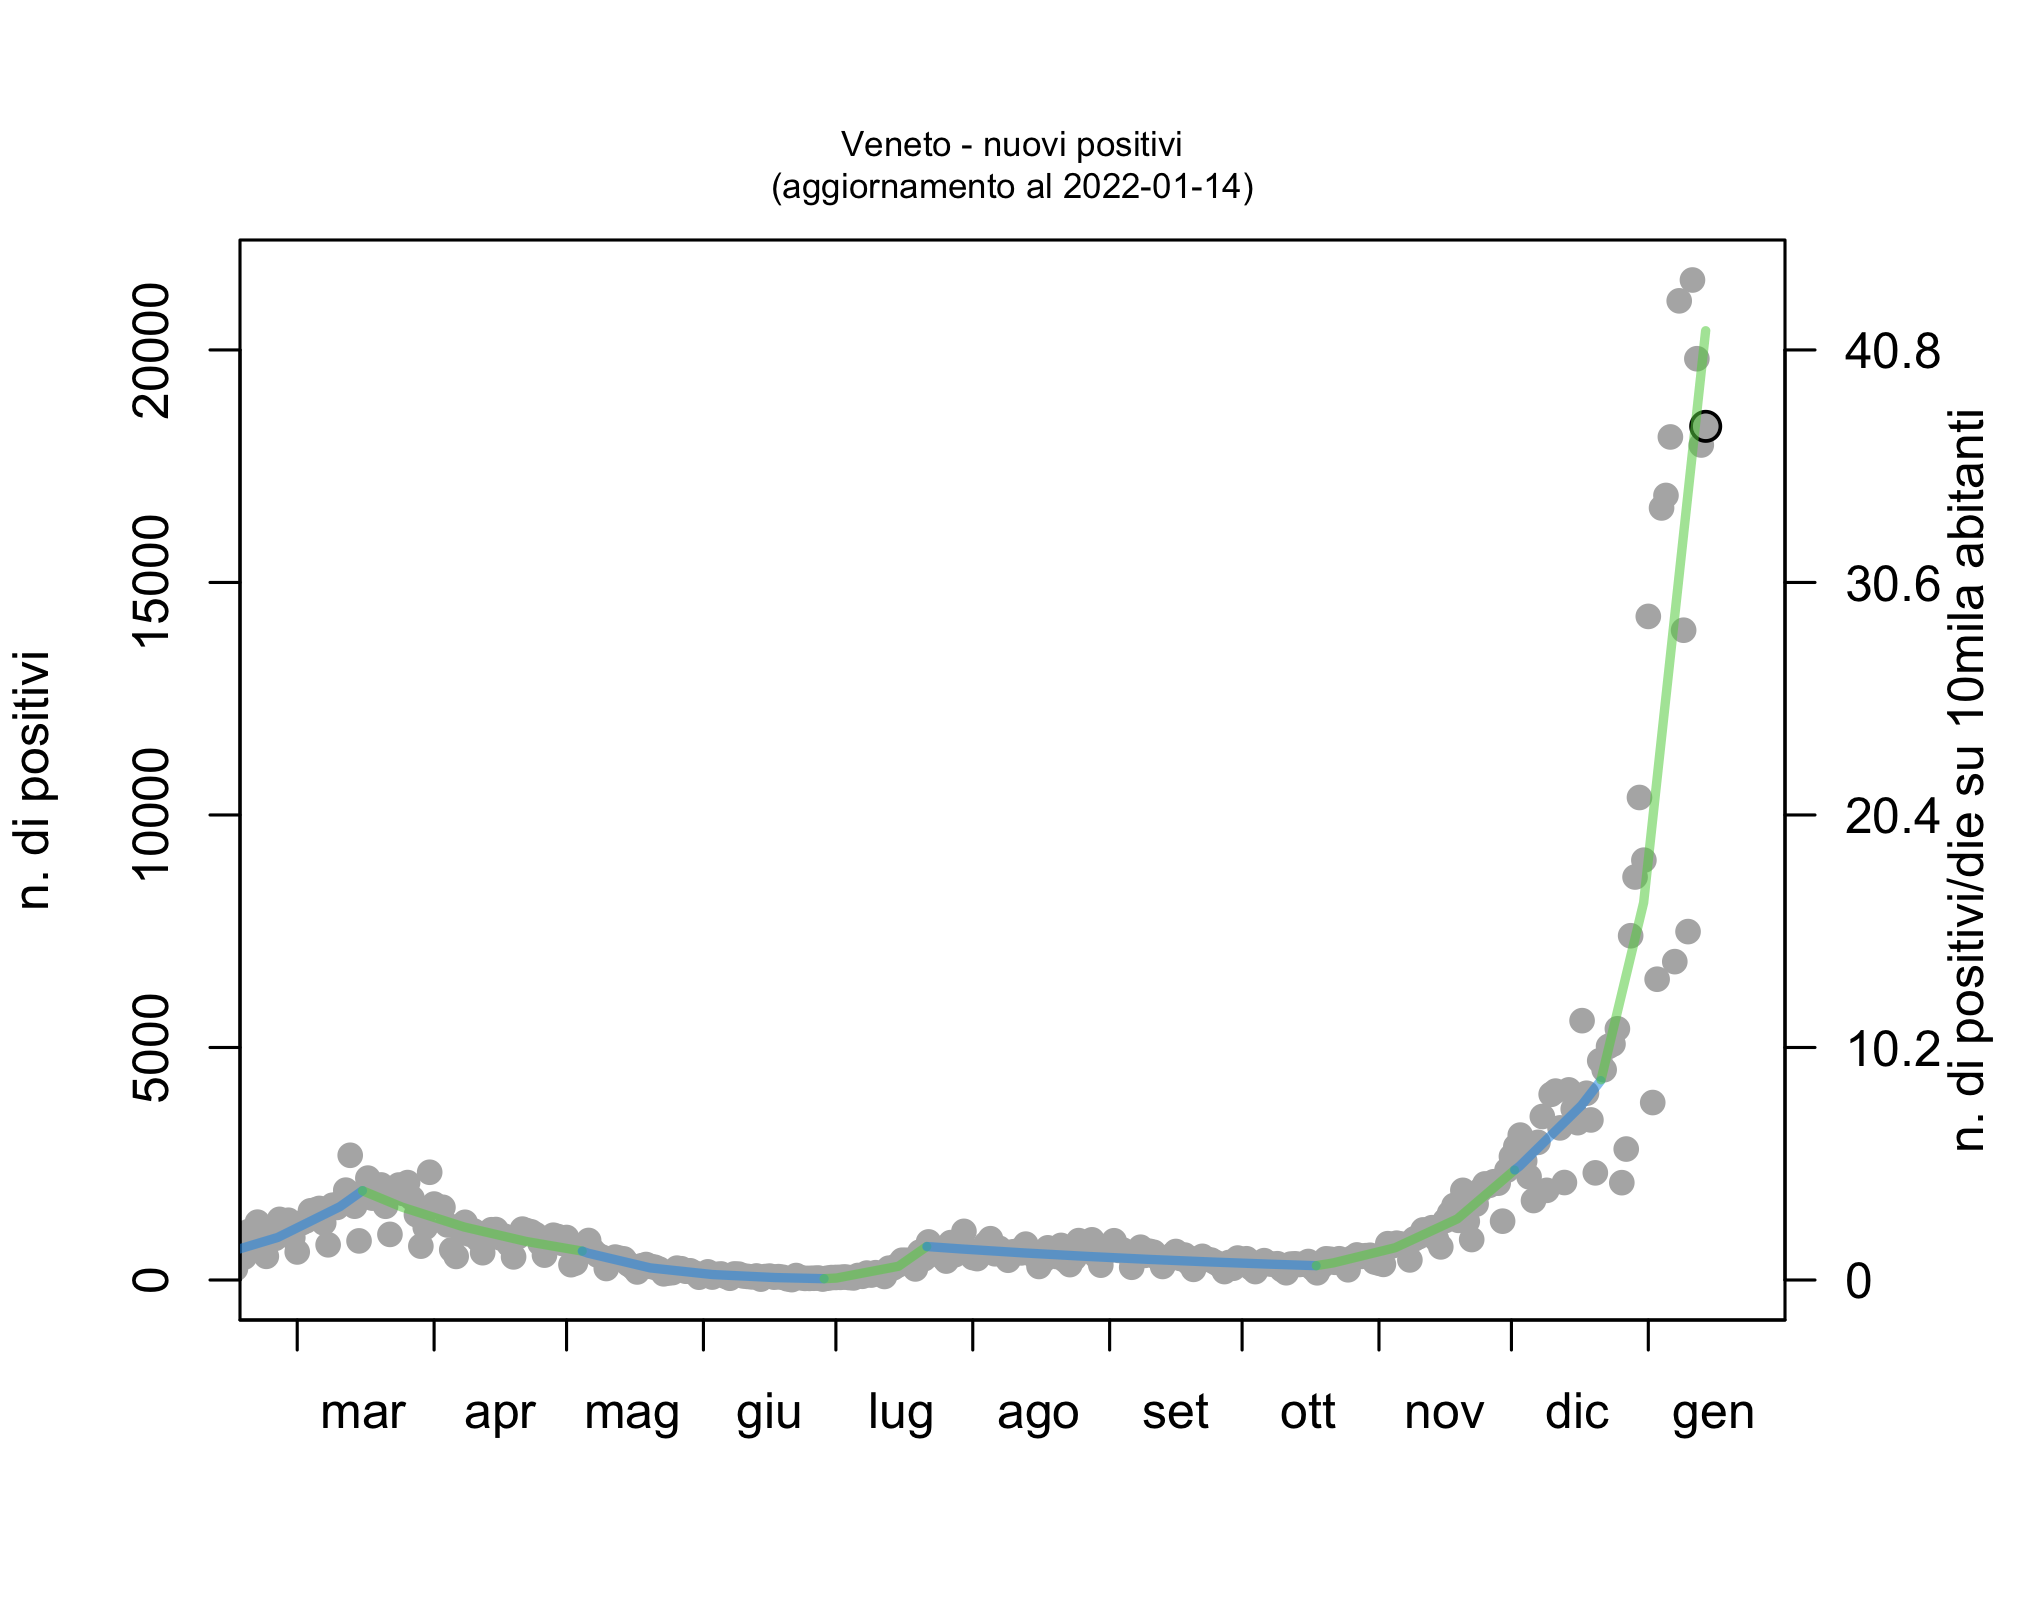 Veneto - nuovi positivi
(aggiornamento al 2022-01-14)
n. di positivi
20000
15000
10000
5000
0
40.8
30.6
20.4
10.2
0
n. di positivi/die su 10mila abitanti
mar apr mag giu lug ago set ott nov dic gen